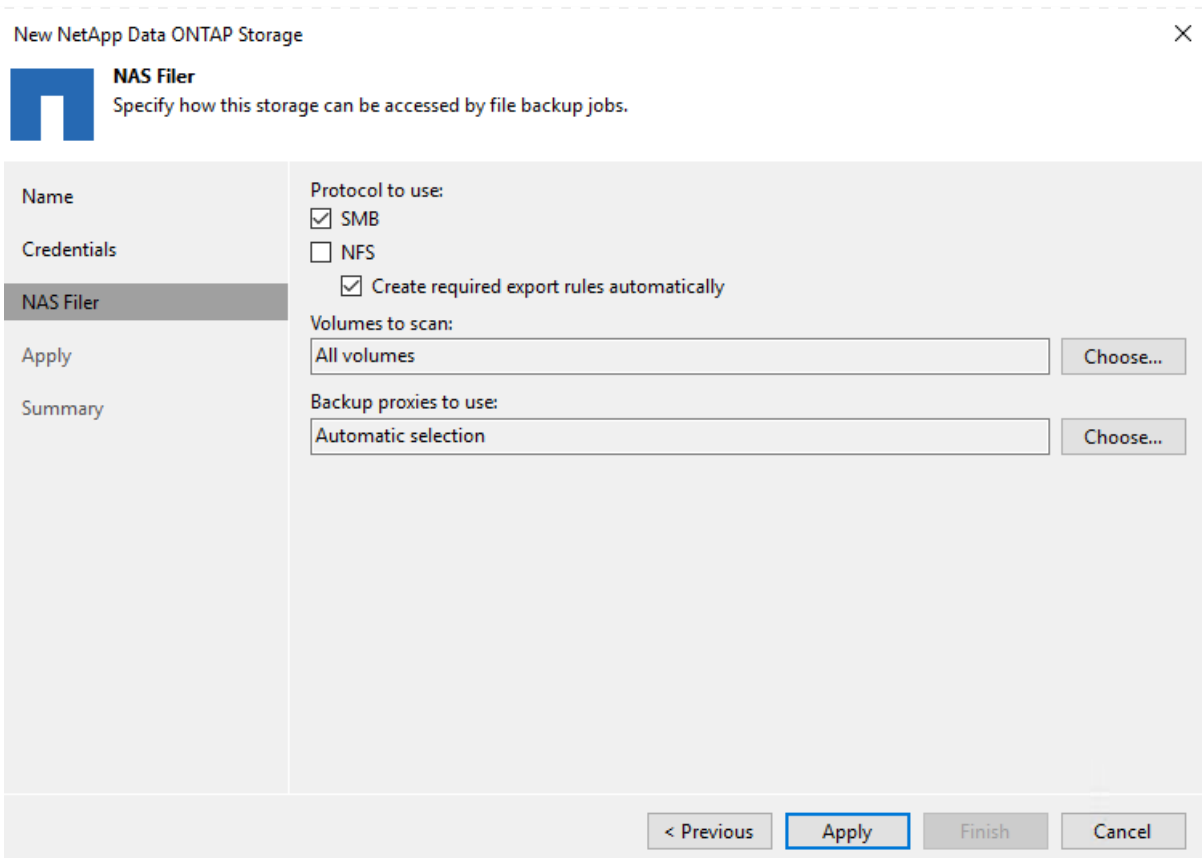 New NetApp Data ONTAP Storage
NAS Filer
Specify how this storage can be accessed by file backup jobs.
Name
Credentials
NAS Filer
Apply
Summary
Protocol to use:
SMB
NFS
Create required export rules automatically
Volumes to scan:
All volumes
Choose...
Backup proxies to use:
Automatic selection
Choose...
< Previous
Apply
Finish
Cancel